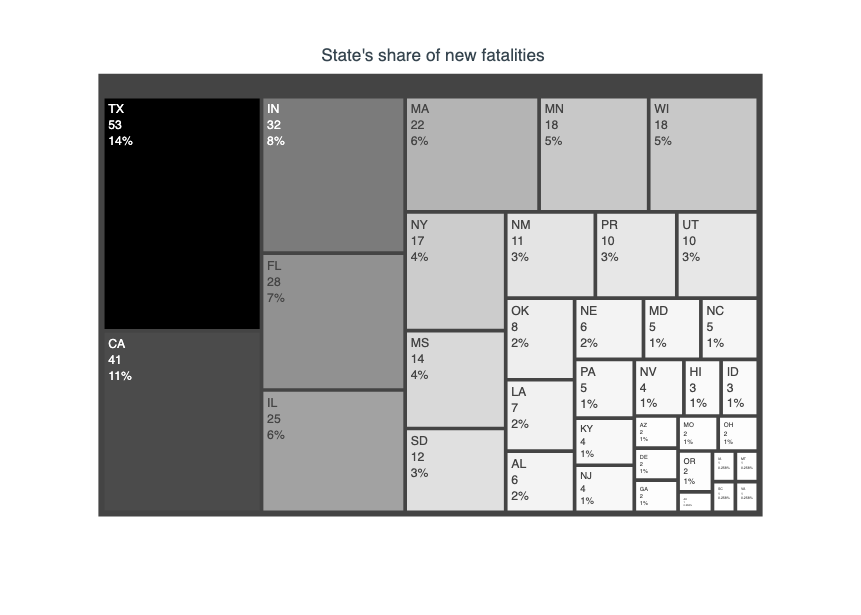 State's share of new fatalities
TX
53
14%
CA
41
11%
IN
32
8%
FL
28
7%
IL
25
6%
MA
22
6%
MN
18
5%
WI
18
5%
NY
17
4%
MS
14
4%
SD
12
3%
NM
11
3%
PR
10
3%
UT
10
3%
OK
8
2%
LA
7
2%
AL
6
2%
NE
6
2%
MD
5
1%
NC
5
1%
PA
5
1%
NV
4
1%
HI
3
1%
ID
3
1%
KY
4
1%
NJ
4
1%
AZ
2
1%
MO
2
1%
OH
2
1%
DE
2
1%
GA
2
1%
OR
2
1%